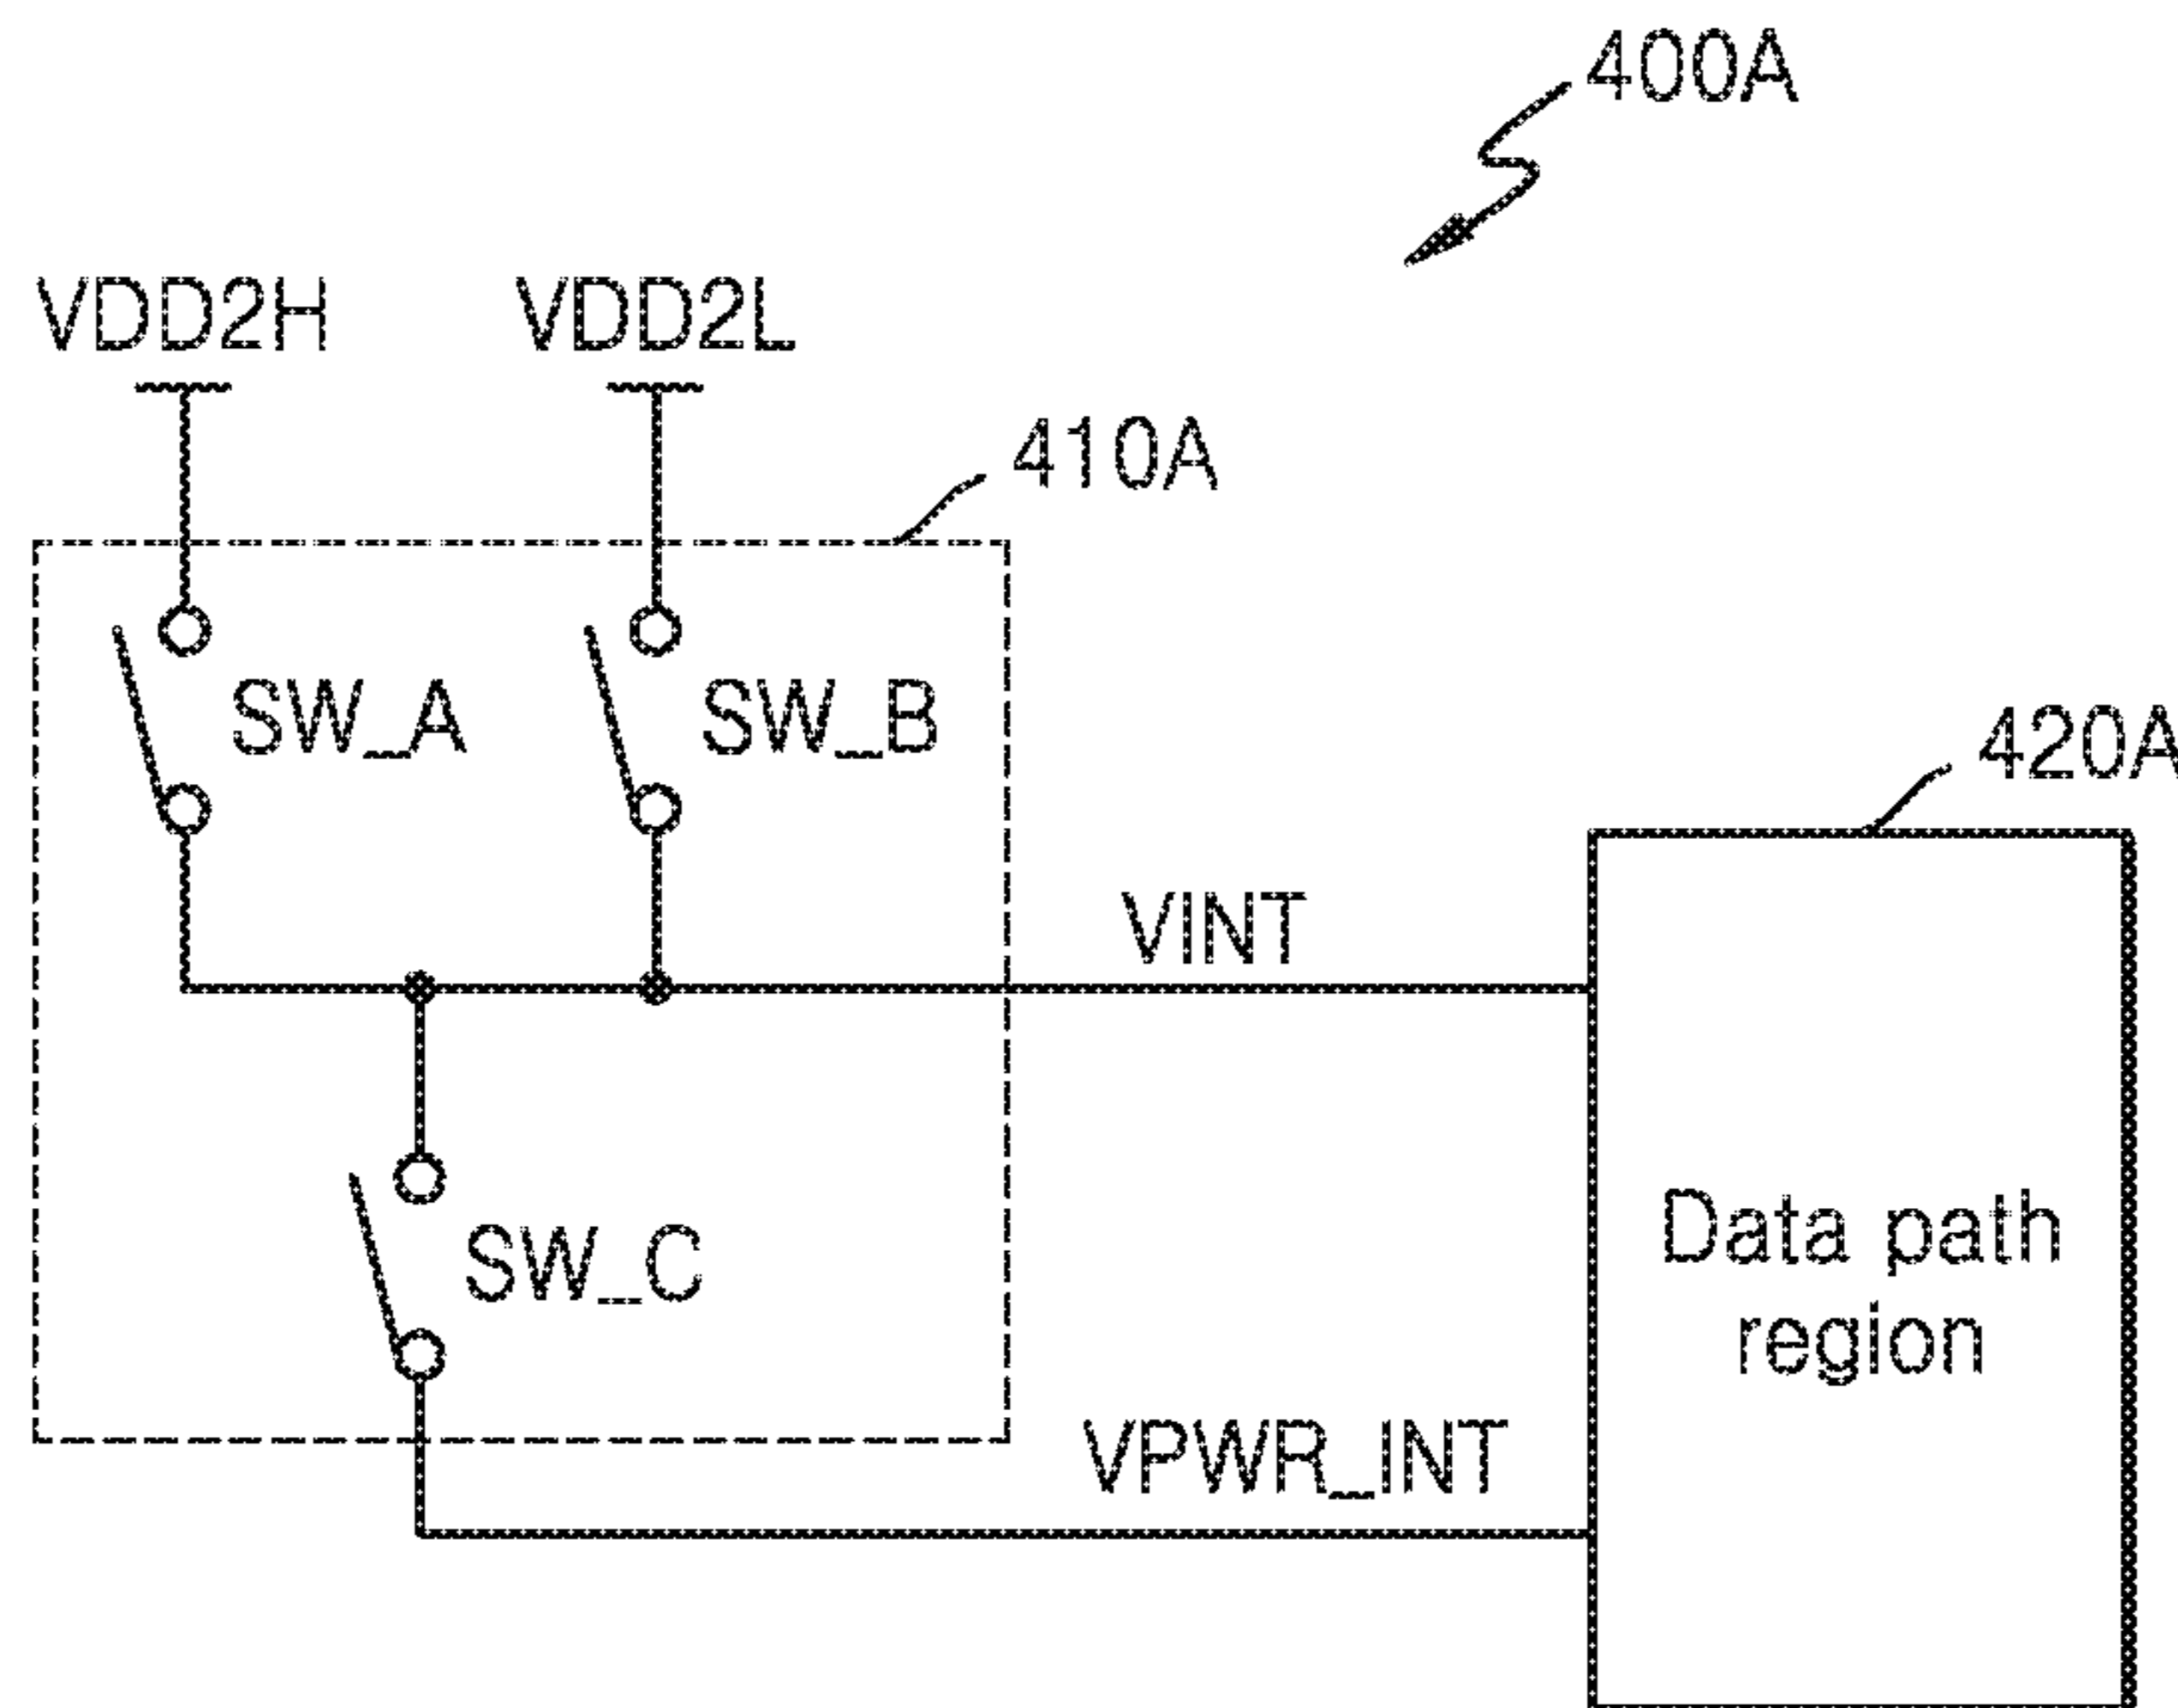 400A
VDD2H
VDD2L
410A
SW_A
SW_B
420A
VINT
Data path
region
SW_C
VPWR_INT